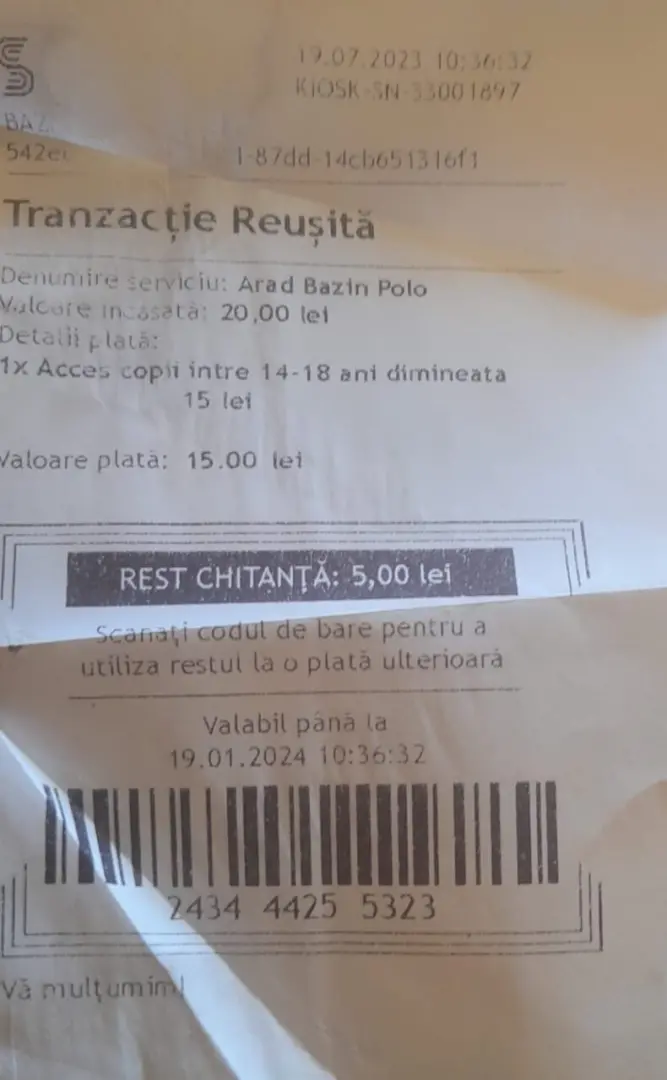 S
19.07.2023 10:36:32
KIOSK-SN-33001897
BAZ
542e 1-87dd-14cb651316f1
Tranzacție Reușită
Denumire serviciu: Arad Bazin Polo
Valoare incasată: 20,00 lei
Detalii plată:
1x Acces copii intre 14-18 ani dimineata
15 lei
Valoare plată: 15.00 lei
REST CHITANȚĂ: 5,00 lei
Scanați codul de bare pentru a
utiliza restul la o plată ulterioară
Valabil până la
19.01.2024 10:36:32
2434 4425 5323
Vă mulțumim!